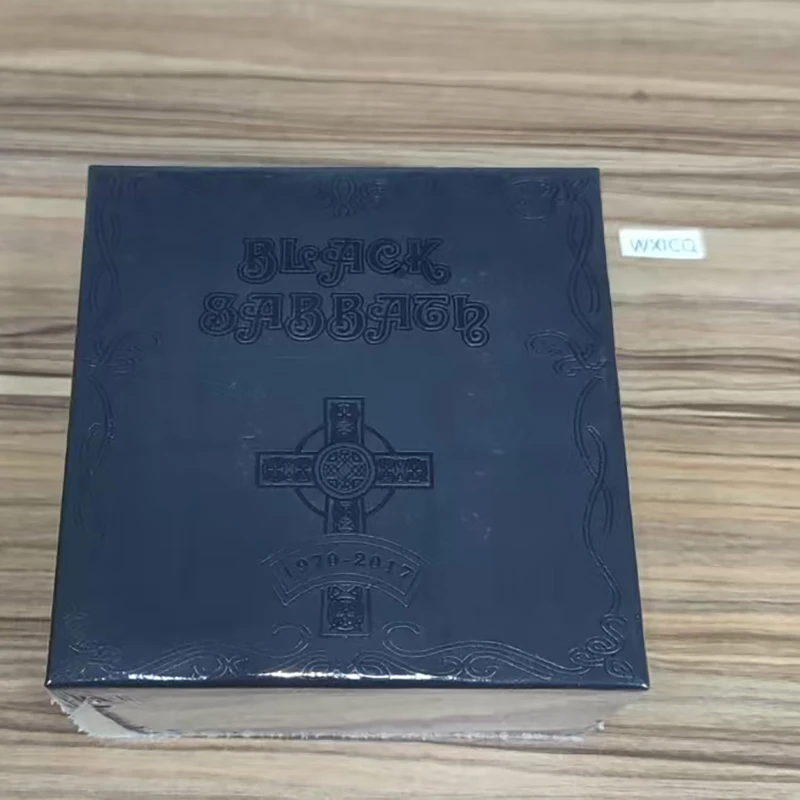 BLACK
SABBATH
1970-2017
WXICQ